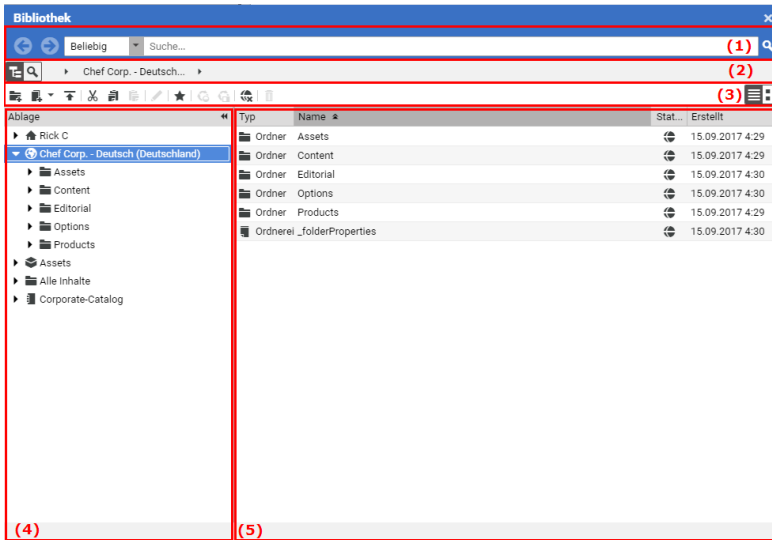 Bibliothek
Beliebig Suche... (1)
Chef Corp. - Deutsch... (2)
(3)
Ablage
Rick C
Chef Corp. - Deutsch (Deutschland)
Assets
Content
Editorial
Options
Products
Assets
Alle Inhalte
Corporate-Catalog
(4)
Typ Name Stat... Erstellt
Ordner Assets 15.09.2017 4:29
Ordner Content 15.09.2017 4:29
Ordner Editorial 15.09.2017 4:30
Ordner Options 15.09.2017 4:30
Ordner Products 15.09.2017 4:29
Ordnerei _folderProperties 15.09.2017 4:30
(5)